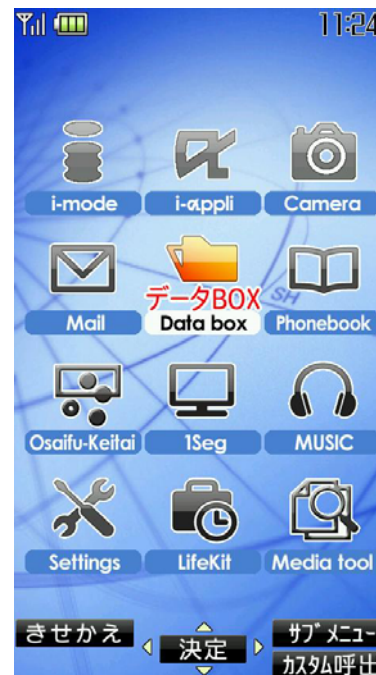 11:24
i-mode
i-αppli
Camera
データBOX
SH
Mail
Data box
Phonebook
Osaifu-Keitai
1Seg
MUSIC
Settings
LifeKit
Media tool
きせかえ
決定
サブメニュー
カスタム呼出